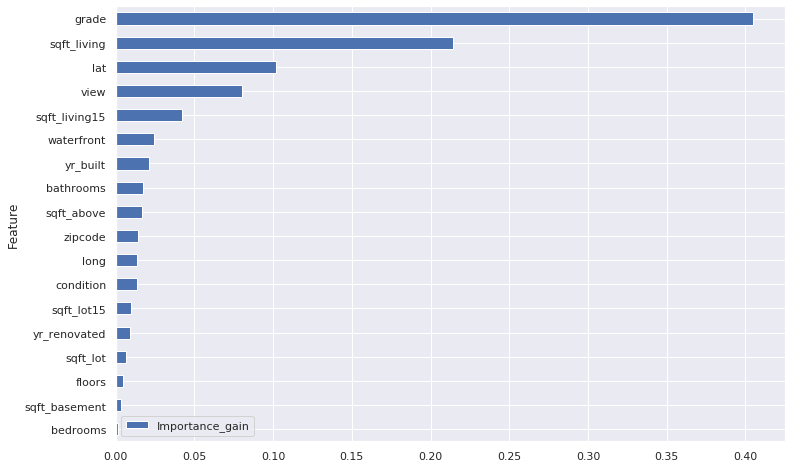 grade
sqft_living
lat
view
sqft_living15
waterfront
yr_built
bathrooms
sqft_above
zipcode
long
condition
sqft_lot15
yr_renovated
sqft_lot
floors
sqft_basement
bedrooms
Feature
Importance_gain
0.00 0.05 0.10 0.15 0.20 0.25 0.30 0.35 0.40